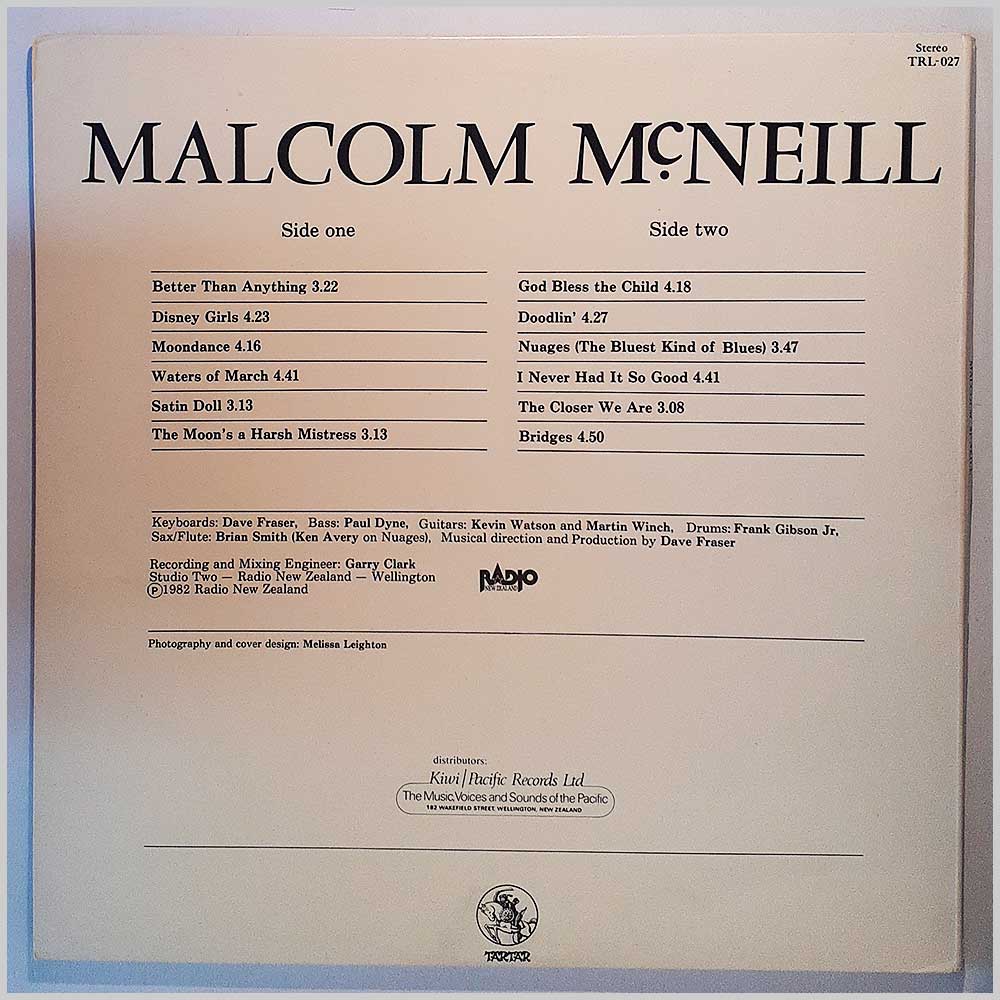 Stereo
TRL-027
MALCOLM McNEILL
Side one
Better Than Anything 3.22
Disney Girls 4.23
Moondance 4.16
Waters of March 4.41
Satin Doll 3.13
The Moon's a Harsh Mistress 3.13
Side two
God Bless the Child 4.18
Doodlin' 4.27
Nuages (The Bluest Kind of Blues) 3.47
I Never Had It So Good 4.41
The Closer We Are 3.08
Bridges 4.50
Keyboards: Dave Fraser, Bass: Paul Dyne, Guitars: Kevin Watson and Martin Winch, Drums: Frank Gibson Jr,
Sax/Flute: Brian Smith (Ken Avery on Nuages), Musical direction and Production by Dave Fraser
Recording and Mixing Engineer: Garry Clark
Studio Two — Radio New Zealand — Wellington
Ⓟ1982 Radio New Zealand
RADIO
NEW ZEALAND
Photography and cover design: Melissa Leighton
distributors:
Kiwi/Pacific Records Ltd
The Music, Voices and Sounds of the Pacific
182 WAKEFIELD STREET, WELLINGTON, NEW ZEALAND
TARTAR